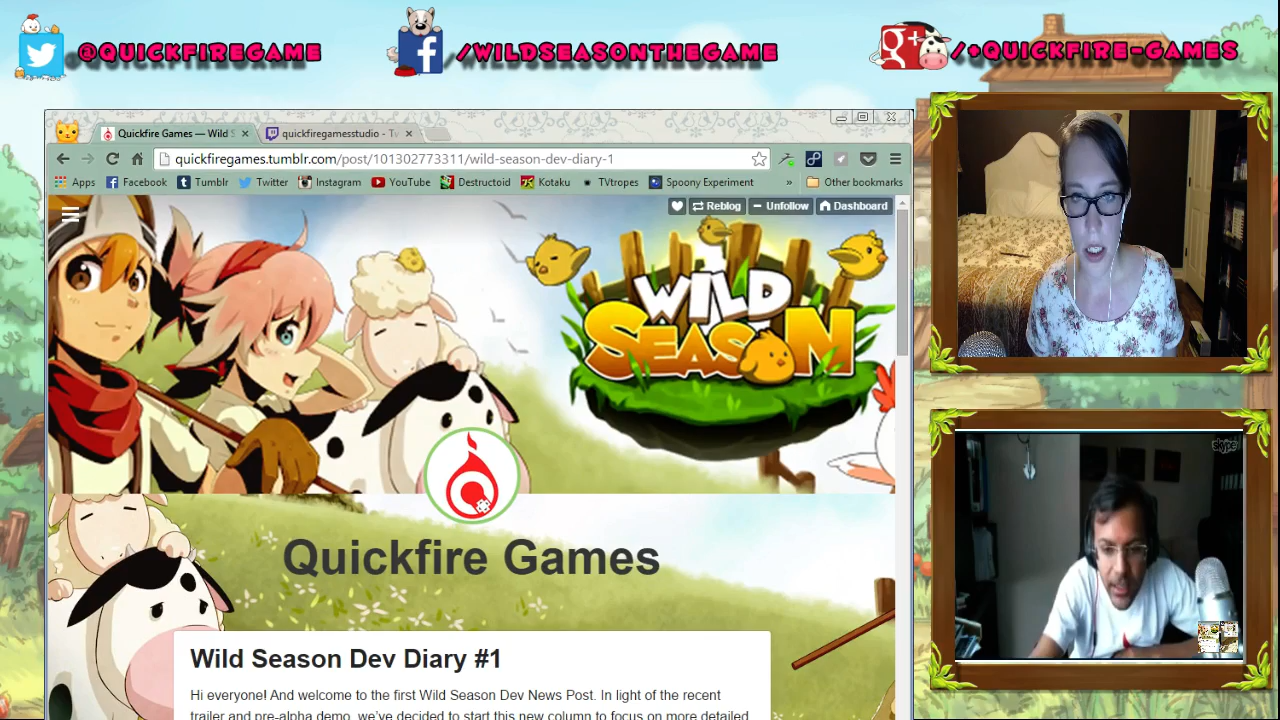 @QUICKFIREGAME
/WILDSEASONTHEGAME
g+ /+QUICKFIRE-GAMES
Quickfire Games — Wild S
quickfiregamesstudio - Tw
quickfiregames.tumblr.com/post/101302773311/wild-season-dev-diary-1
Apps Facebook Tumblr Twitter Instagram YouTube Destructoid Kotaku TVtropes Spoony Experiment » Other bookmarks
Reblog Unfollow Dashboard
WILD
SEASON
skype
Quickfire Games
Wild Season Dev Diary #1
Hi everyone! And welcome to the first Wild Season Dev News Post. In light of the recent
trailer and pre-alpha demo, we've decided to start this new column to focus on more detailed